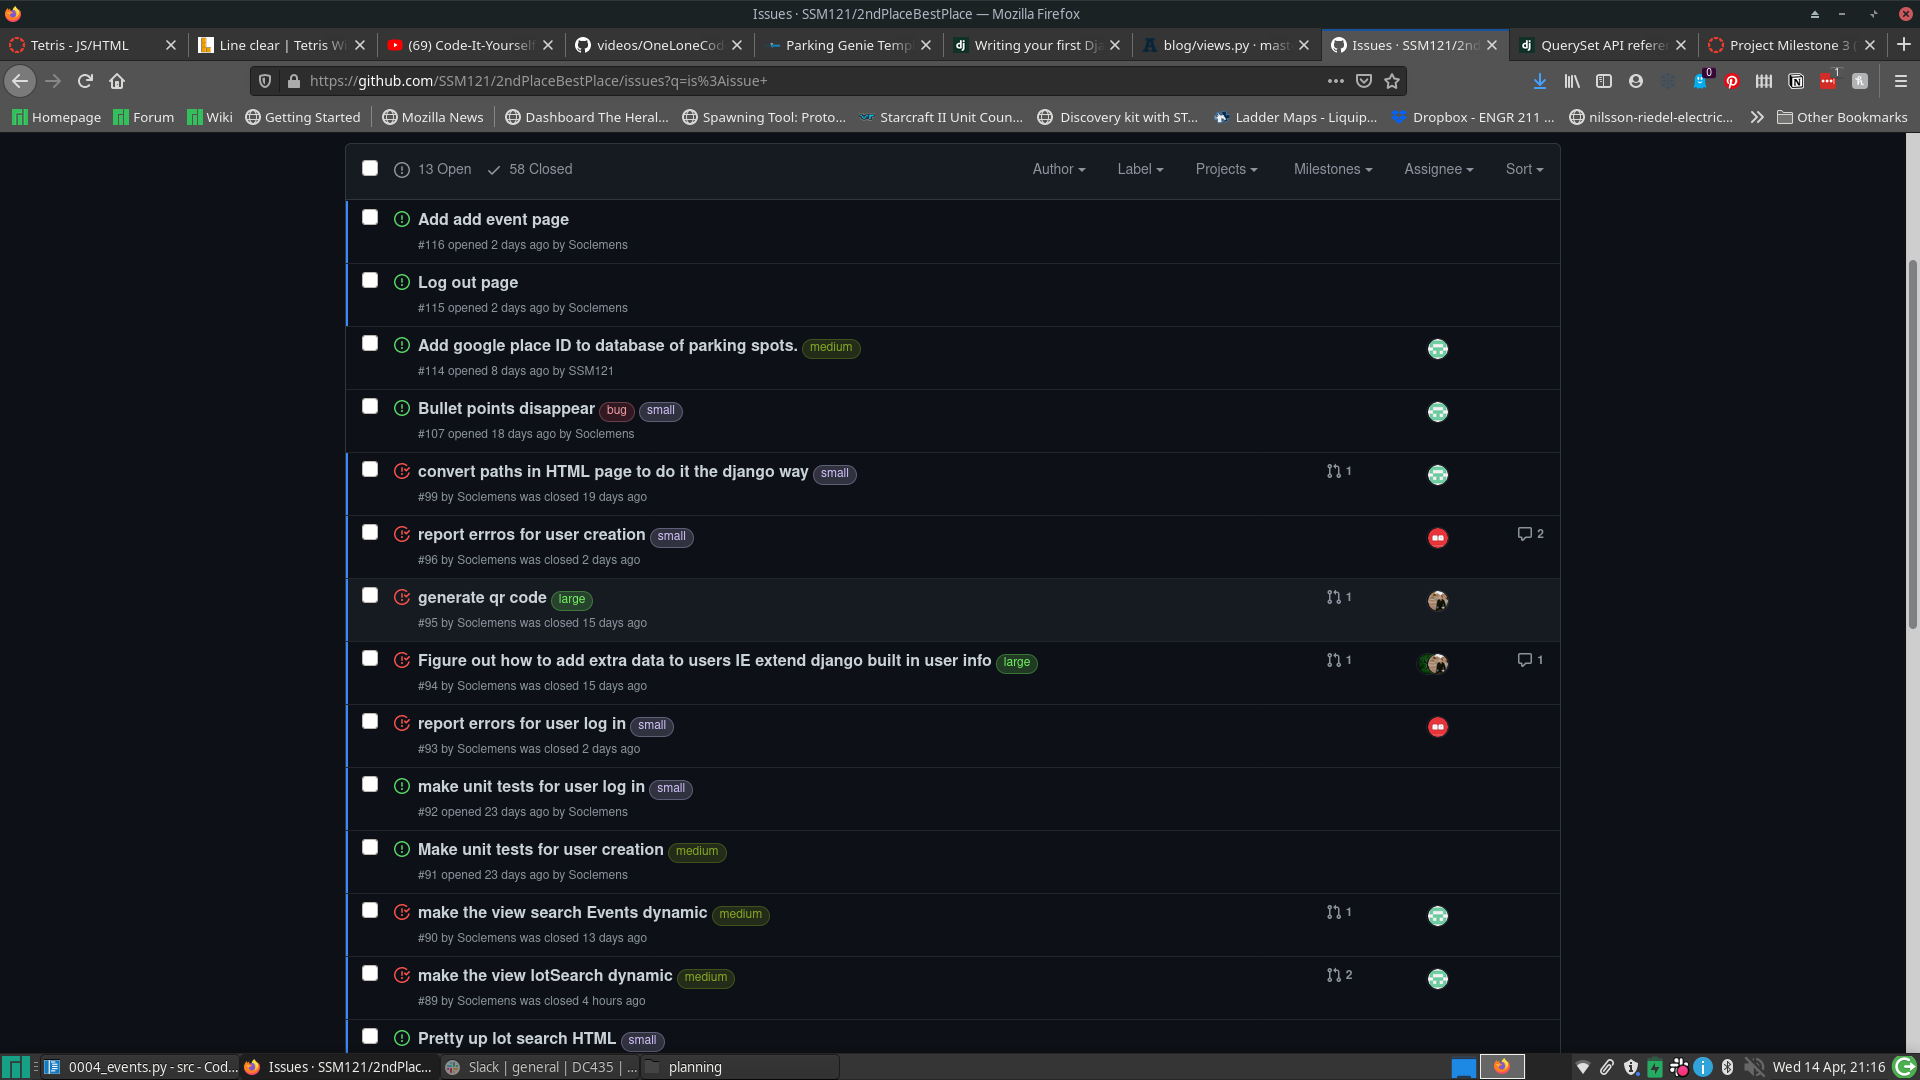 Issues · SSM121/2ndPlaceBestPlace — Mozilla Firefox
Tetris - JS/HTML
Line clear | Tetris Wi
(69) Code-It-Yourself
videos/OneLoneCod
Parking Genie Temp
Writing your first Dja
blog/views.py · mast
Issues · SSM121/2nd
QuerySet API refere
Project Milestone 3 (
https://github.com/SSM121/2ndPlaceBestPlace/issues?q=is%3Aissue+
0
1
Homepage
Forum
Wiki
Getting Started
Mozilla News
Dashboard The Heral...
Spawning Tool: Proto...
Starcraft II Unit Coun...
Discovery kit with ST...
Ladder Maps - Liquip...
Dropbox - ENGR 211 ...
nilsson-riedel-electric...
Other Bookmarks
13 Open
58 Closed
Author
Label
Projects
Milestones
Assignee
Sort
Add add event page
#116 opened 2 days ago by Soclemens
Log out page
#115 opened 2 days ago by Soclemens
Add google place ID to database of parking spots. medium
#114 opened 8 days ago by SSM121
Bullet points disappear bug small
#107 opened 18 days ago by Soclemens
convert paths in HTML page to do it the django way small 1
#99 by Soclemens was closed 19 days ago
report errros for user creation small 2
#96 by Soclemens was closed 2 days ago
generate qr code large 1
#95 by Soclemens was closed 15 days ago
Figure out how to add extra data to users IE extend django built in user info large 1 1
#94 by Soclemens was closed 15 days ago
report errors for user log in small
#93 by Soclemens was closed 2 days ago
make unit tests for user log in small
#92 opened 23 days ago by Soclemens
Make unit tests for user creation medium
#91 opened 23 days ago by Soclemens
make the view search Events dynamic medium 1
#90 by Soclemens was closed 13 days ago
make the view lotSearch dynamic medium 2
#89 by Soclemens was closed 4 hours ago
Pretty up lot search HTML small
0004_events.py - src - Cod...
Issues · SSM121/2ndPlac...
Slack | general | DC435 | ...
planning
Wed 14 Apr, 21:16